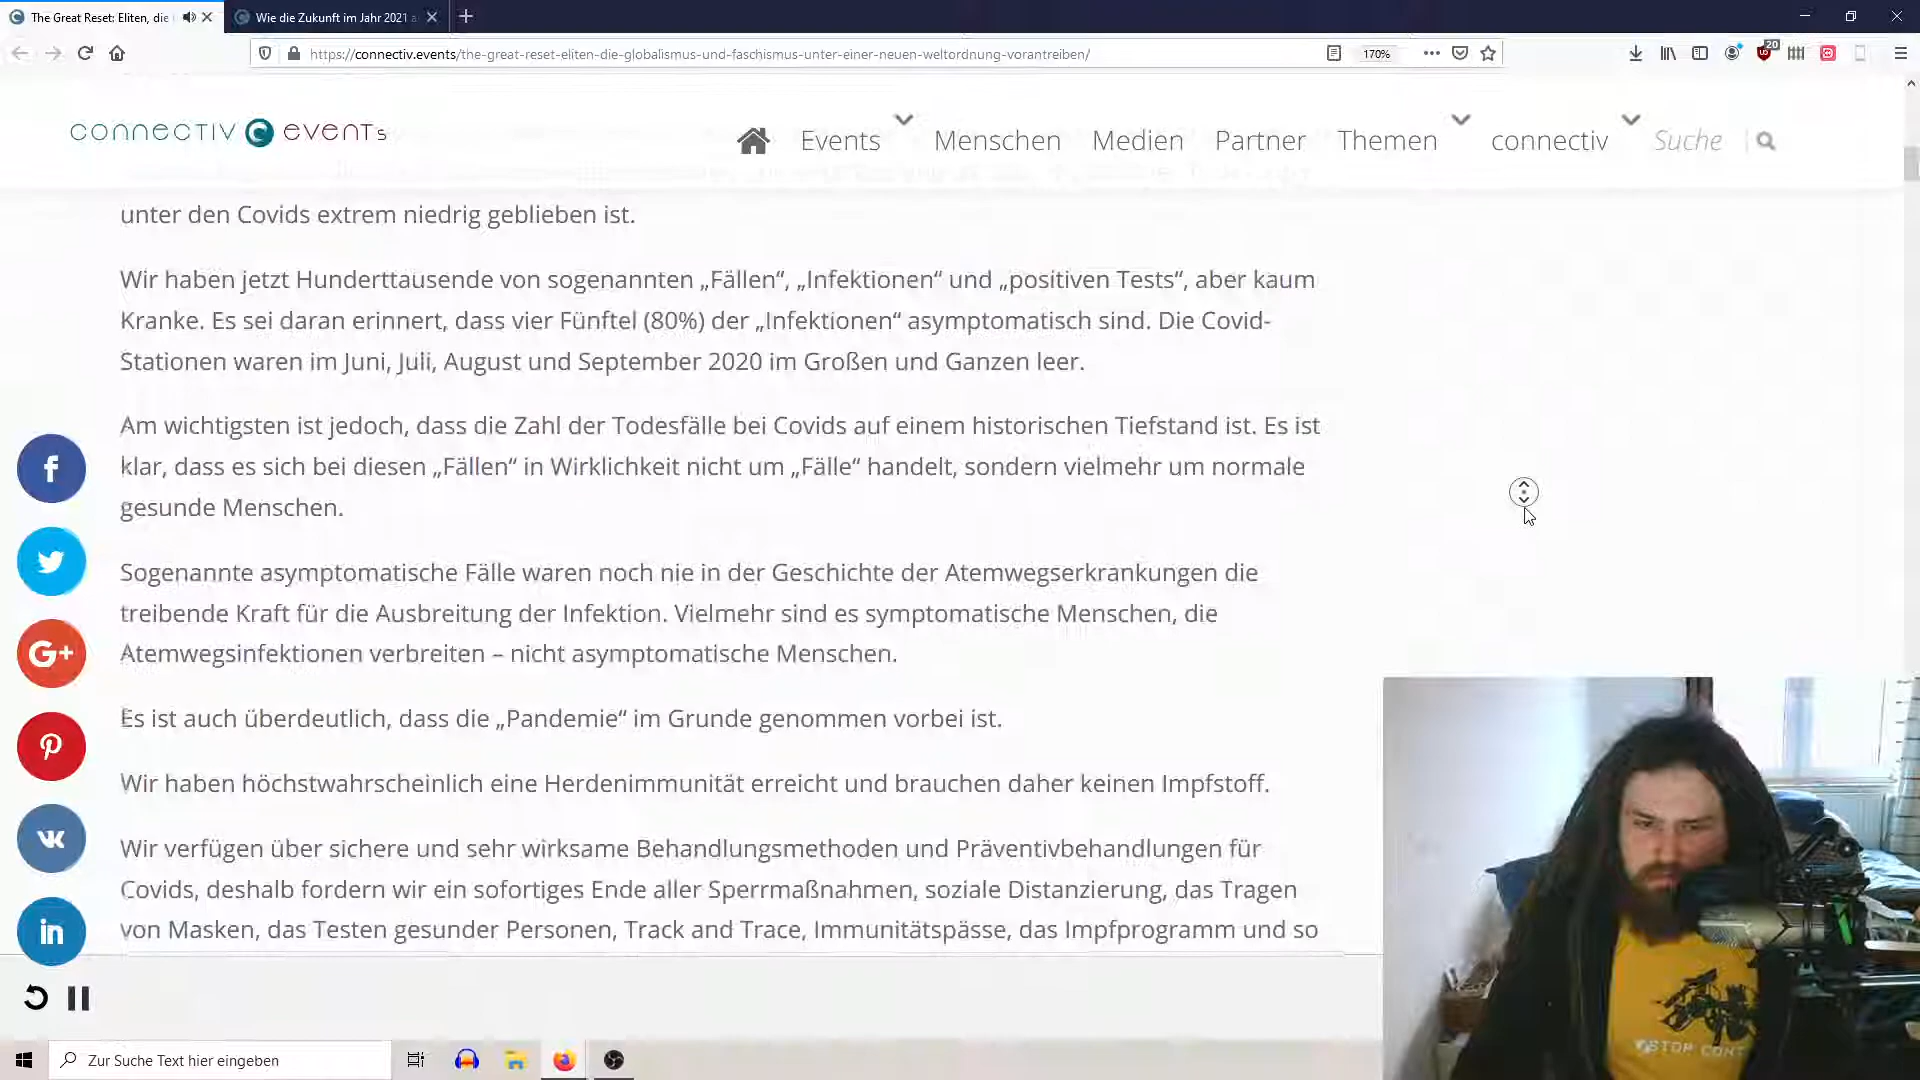 The Great Reset: Eliten, die
Wie die Zukunft im Jahr 2021
https://connectiv.events/the-great-reset-eliten-die-globalismus-und-faschismus-unter-einer-neuen-weltordnung-vorantreiben/
170%
20
connectiv events
Events
Menschen
Medien
Partner
Themen
connectiv
Suche
unter den Covids extrem niedrig geblieben ist.
Wir haben jetzt Hunderttausende von sogenannten „Fällen“, „Infektionen“ und „positiven Tests“, aber kaum
Kranke. Es sei daran erinnert, dass vier Fünftel (80%) der „Infektionen“ asymptomatisch sind. Die Covid-
Stationen waren im Juni, Juli, August und September 2020 im Großen und Ganzen leer.
Am wichtigsten ist jedoch, dass die Zahl der Todesfälle bei Covids auf einem historischen Tiefstand ist. Es ist
klar, dass es sich bei diesen „Fällen“ in Wirklichkeit nicht um „Fälle“ handelt, sondern vielmehr um normale
gesunde Menschen.
Sogenannte asymptomatische Fälle waren noch nie in der Geschichte der Atemwegserkrankungen die
treibende Kraft für die Ausbreitung der Infektion. Vielmehr sind es symptomatische Menschen, die
Atemwegsinfektionen verbreiten – nicht asymptomatische Menschen.
Es ist auch überdeutlich, dass die „Pandemie“ im Grunde genommen vorbei ist.
Wir haben höchstwahrscheinlich eine Herdenimmunität erreicht und brauchen daher keinen Impfstoff.
Wir verfügen über sichere und sehr wirksame Behandlungsmethoden und Präventivbehandlungen für
Covids, deshalb fordern wir ein sofortiges Ende aller Sperrmaßnahmen, soziale Distanzierung, das Tragen
von Masken, das Testen gesunder Personen, Track and Trace, Immunitätspässe, das Impfprogramm und so
f
G+
in
STOP CONT
Zur Suche Text hier eingeben